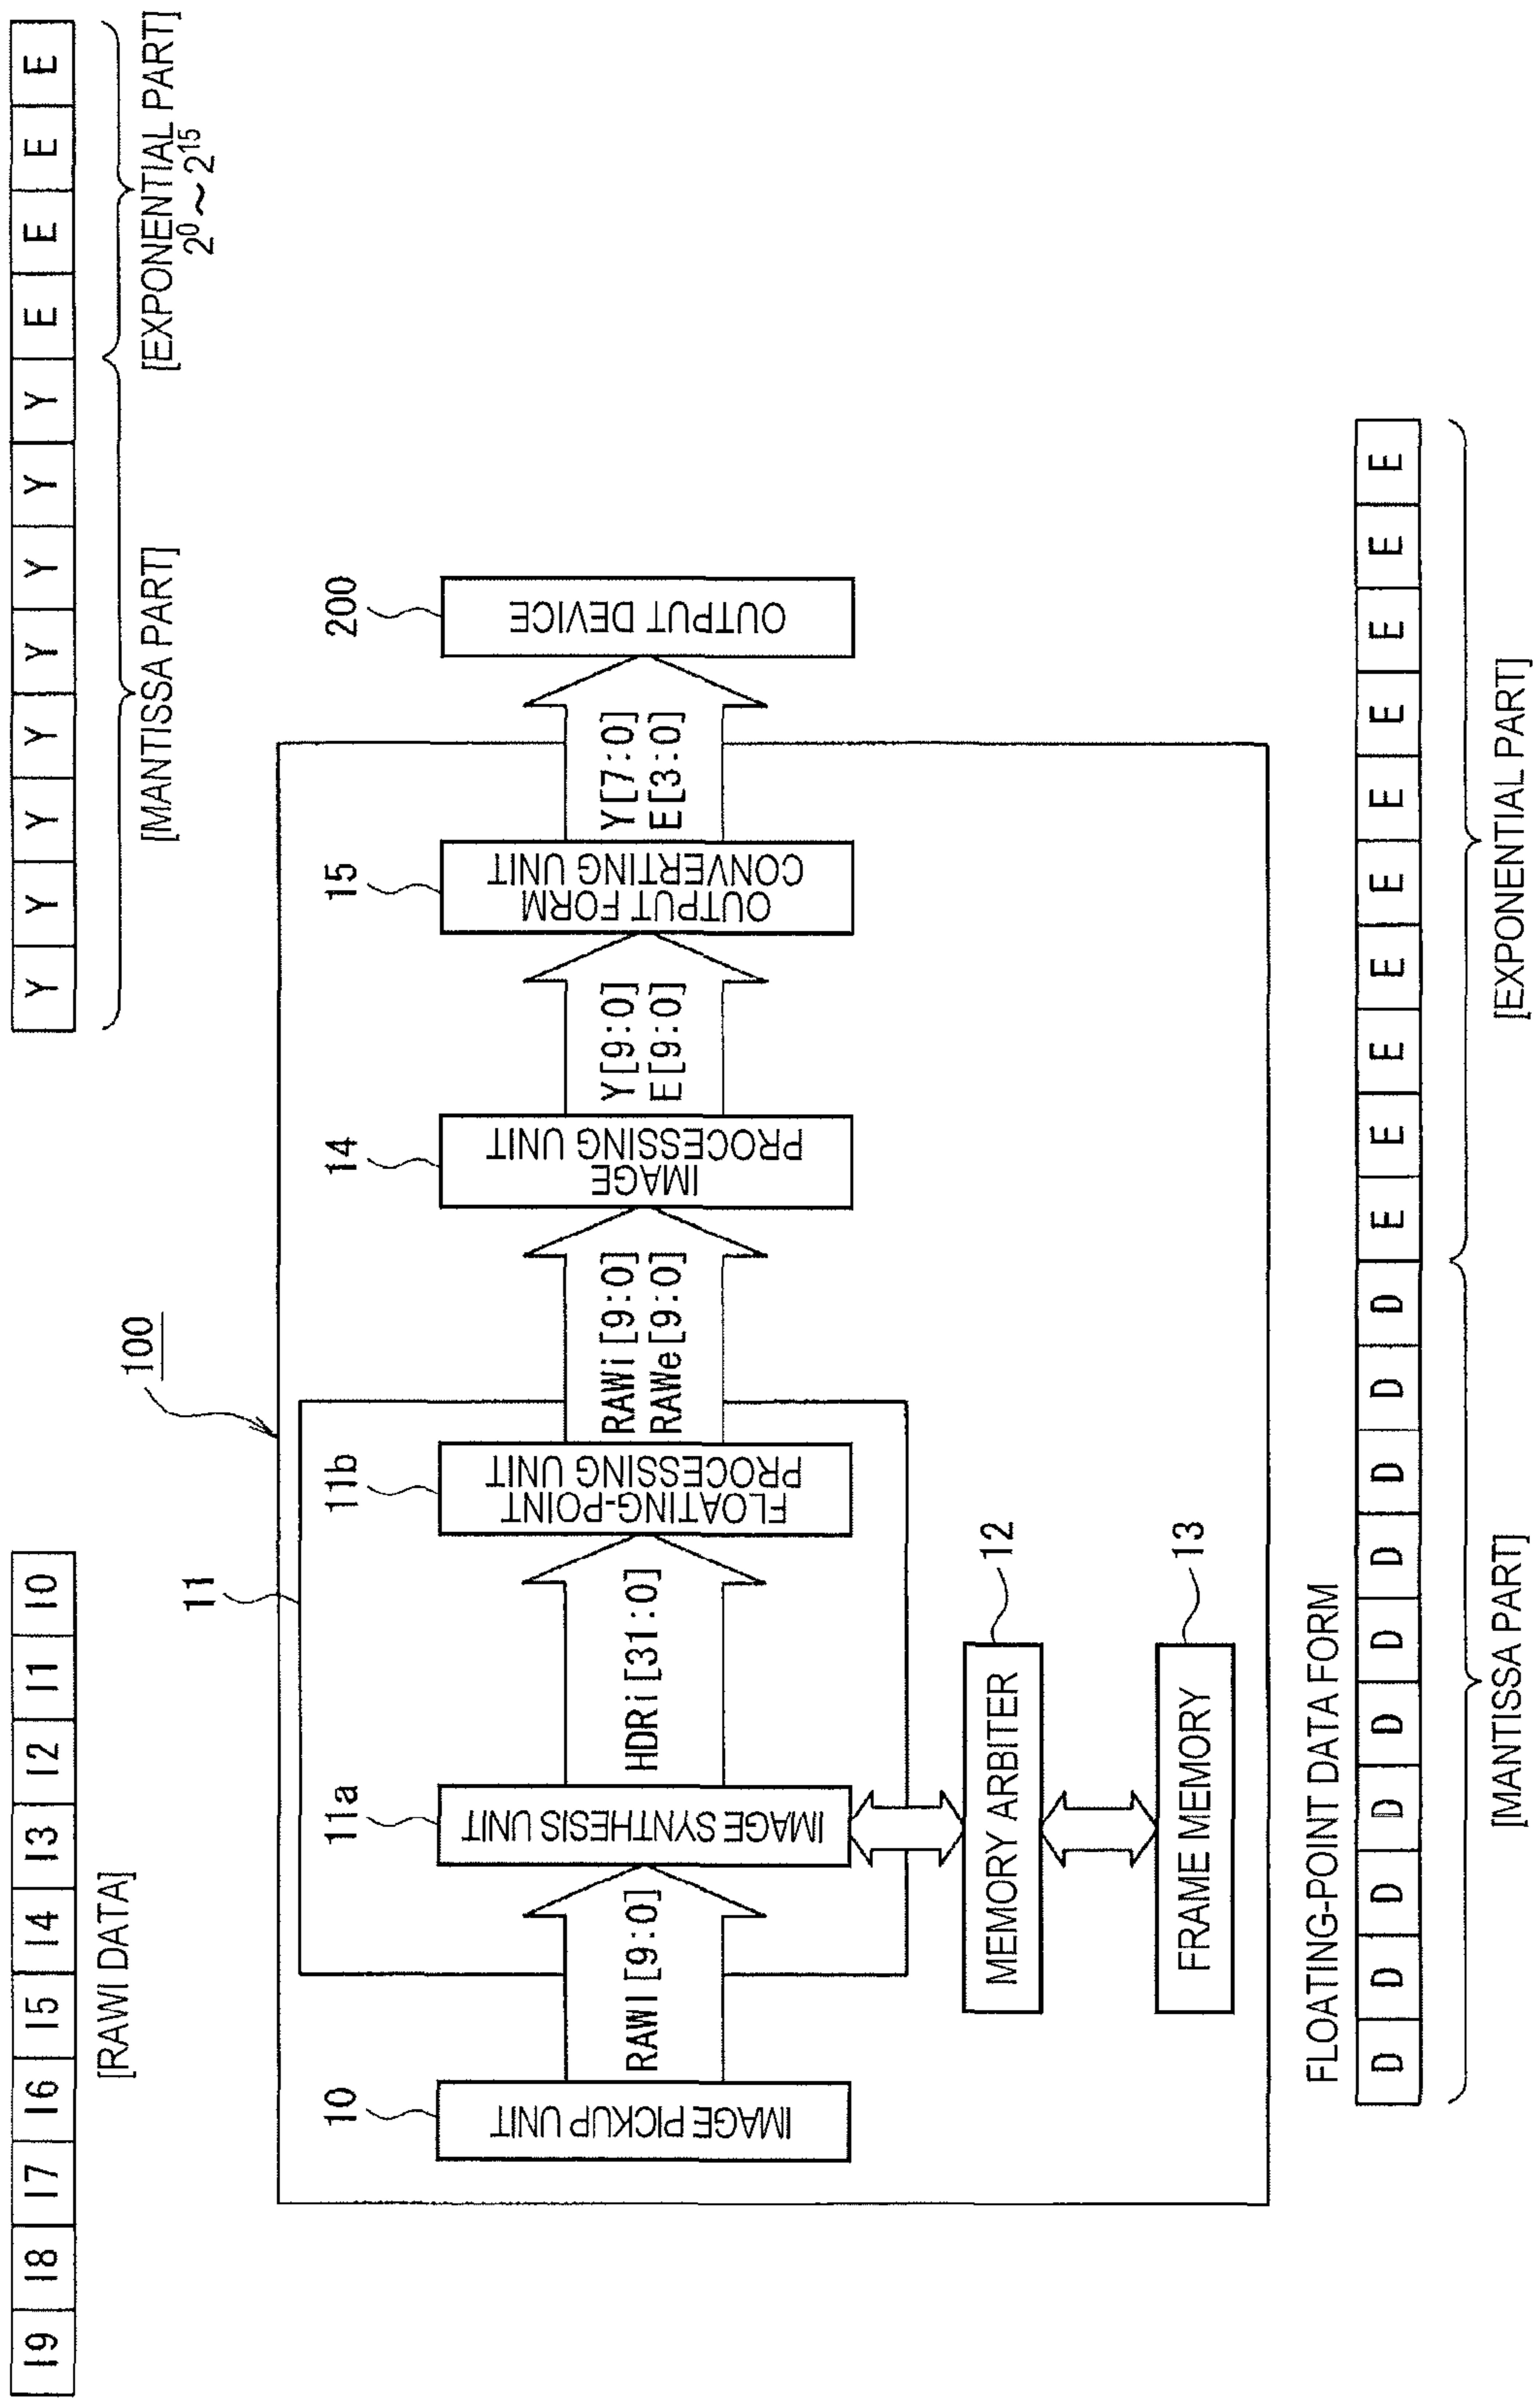 I9 I8 I7 I6 I5 I4 I3 I2 I1 I0
[RAWI DATA]
Y Y Y Y Y Y Y Y E E E E
[MANTISSA PART]
[EXPONENTIAL PART]
2⁰～2¹⁵
100
11
10
11a
11b
14
15
200
IMAGE PICKUP UNIT
RAWI[9:0]
IMAGE SYNTHESIS UNIT
HDRi[31:0]
FLOATING-POINT
PROCESSING UNIT
RAWi[9:0]
RAWe[9:0]
IMAGE
PROCESSING UNIT
Y[9:0]
E[9:0]
OUTPUT FORM
CONVERTING UNIT
Y[7:0]
E[3:0]
OUTPUT DEVICE
MEMORY ARBITER
12
FRAME MEMORY
13
FLOATING-POINT DATA FORM
D D D D D D D D D D E E E E E E E E E E
[MANTISSA PART]
[EXPONENTIAL PART]